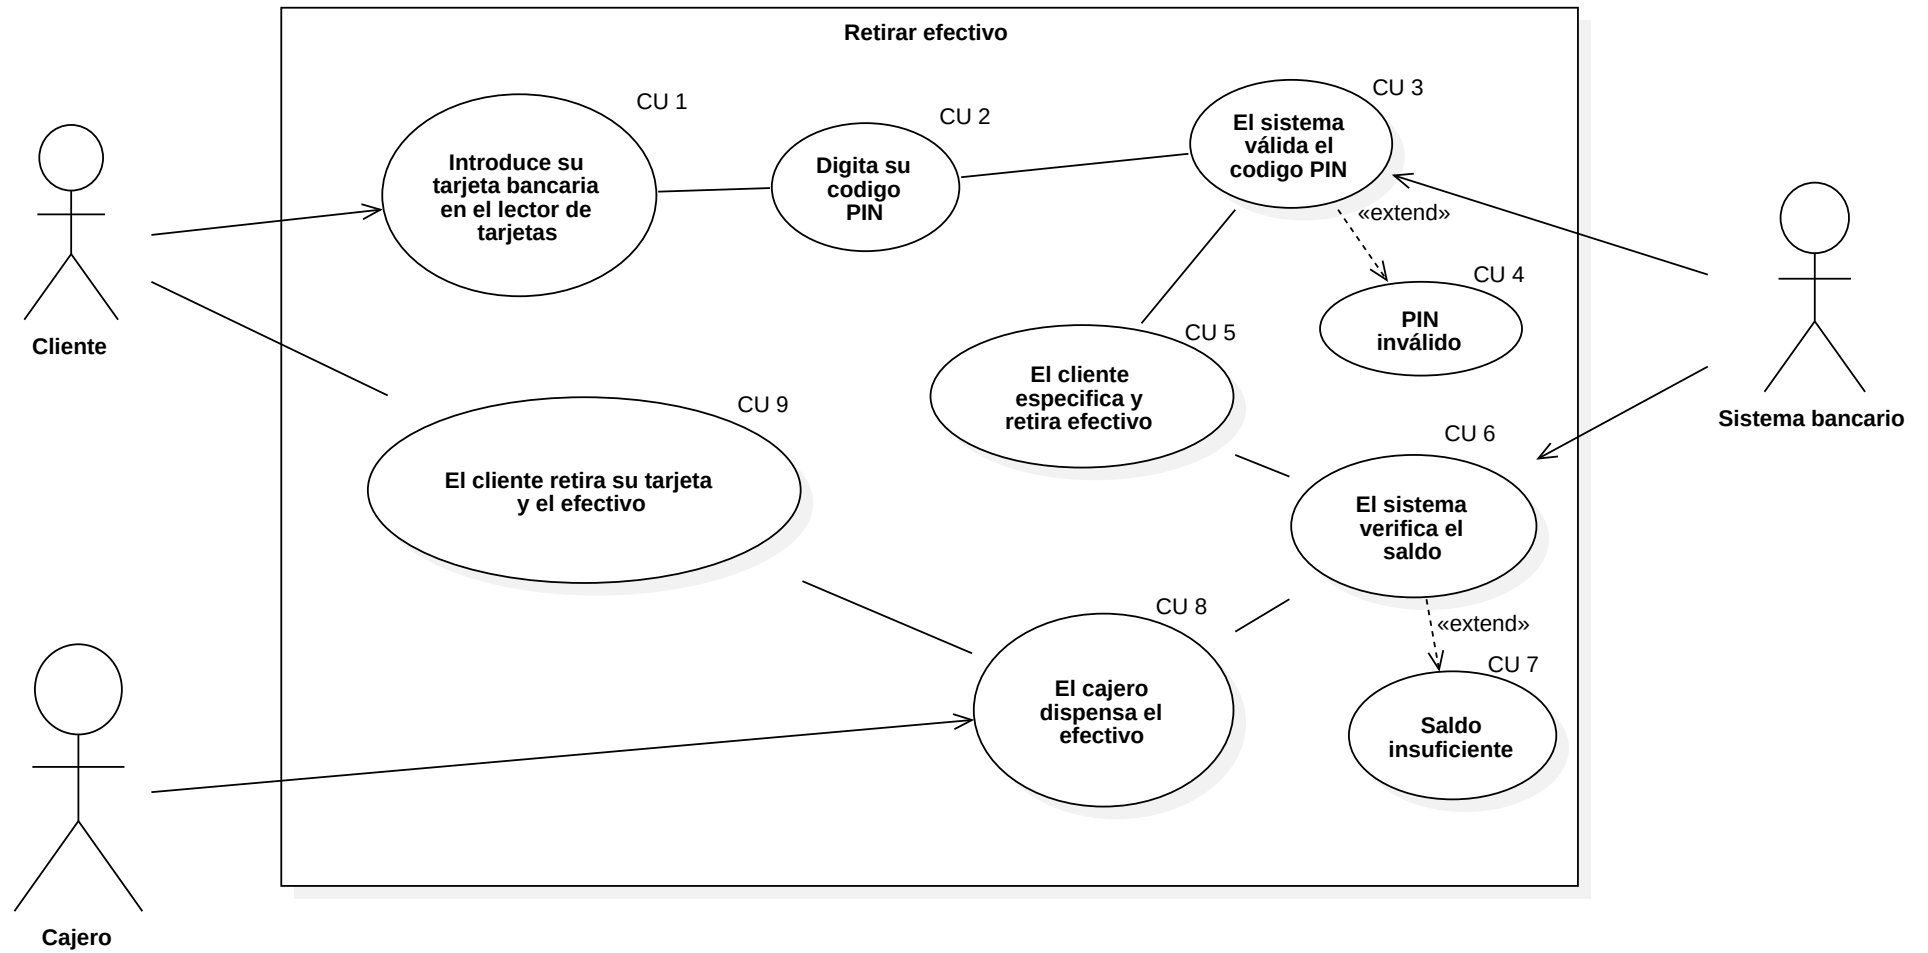 Retirar efectivo
CU 1
Introduce su
tarjeta bancaria
en el lector de
tarjetas
CU 2
Digita su
codigo
PIN
CU 3
El sistema
válida el
codigo PIN
«extend»
CU 4
PIN
inválido
Cliente
CU 5
El cliente
especifica y
retira efectivo
Sistema bancario
CU 6
El sistema
verifica el
saldo
CU 9
El cliente retira su tarjeta
y el efectivo
«extend»
CU 7
Saldo
insuficiente
CU 8
El cajero
dispensa el
efectivo
Cajero